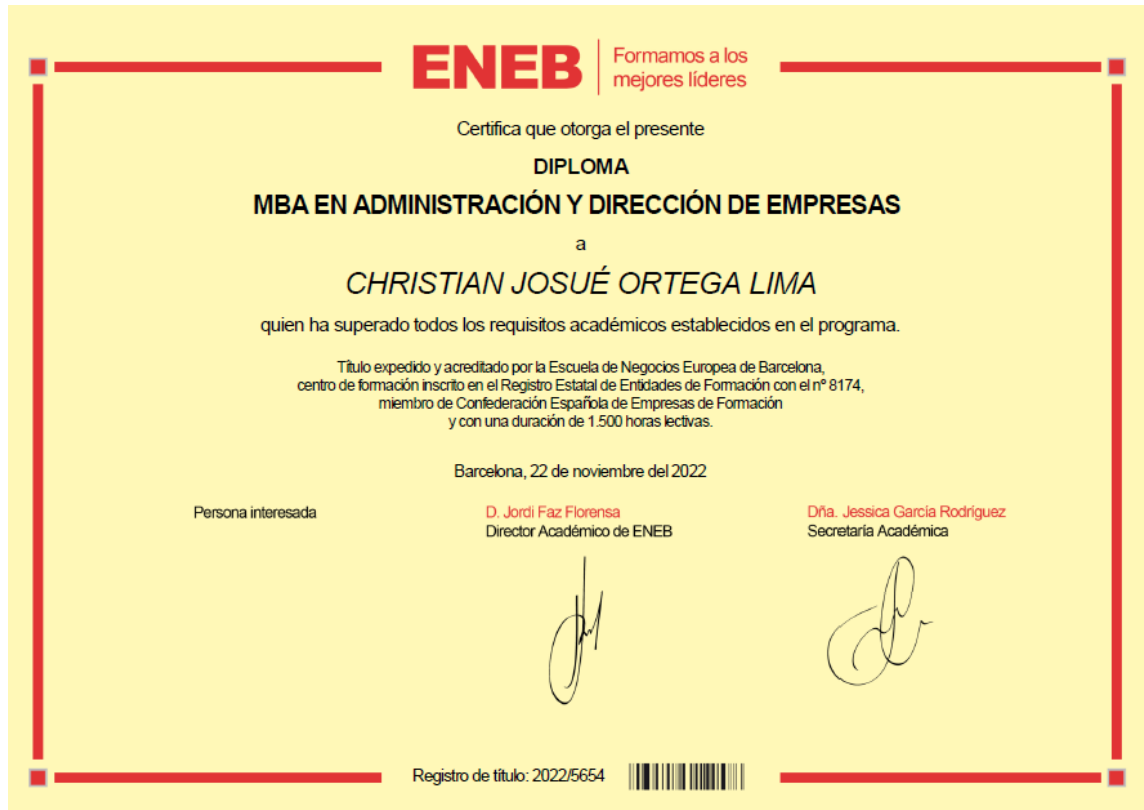 ENEB
Formamos a los
mejores líderes
Certifica que otorga el presente
DIPLOMA
MBA EN ADMINISTRACIÓN Y DIRECCIÓN DE EMPRESAS
a
CHRISTIAN JOSUÉ ORTEGA LIMA
quien ha superado todos los requisitos académicos establecidos en el programa.
Título expedido y acreditado por la Escuela de Negocios Europea de Barcelona,
centro de formación inscrito en el Registro Estatal de Entidades de Formación con el nº 8174,
miembro de Confederación Española de Empresas de Formación
y con una duración de 1.500 horas lectivas.
Barcelona, 22 de noviembre del 2022
Persona interesada
D. Jordi Faz Florensa
Director Académico de ENEB
Dña. Jessica García Rodríguez
Secretaría Académica
Registro de título: 2022/5654